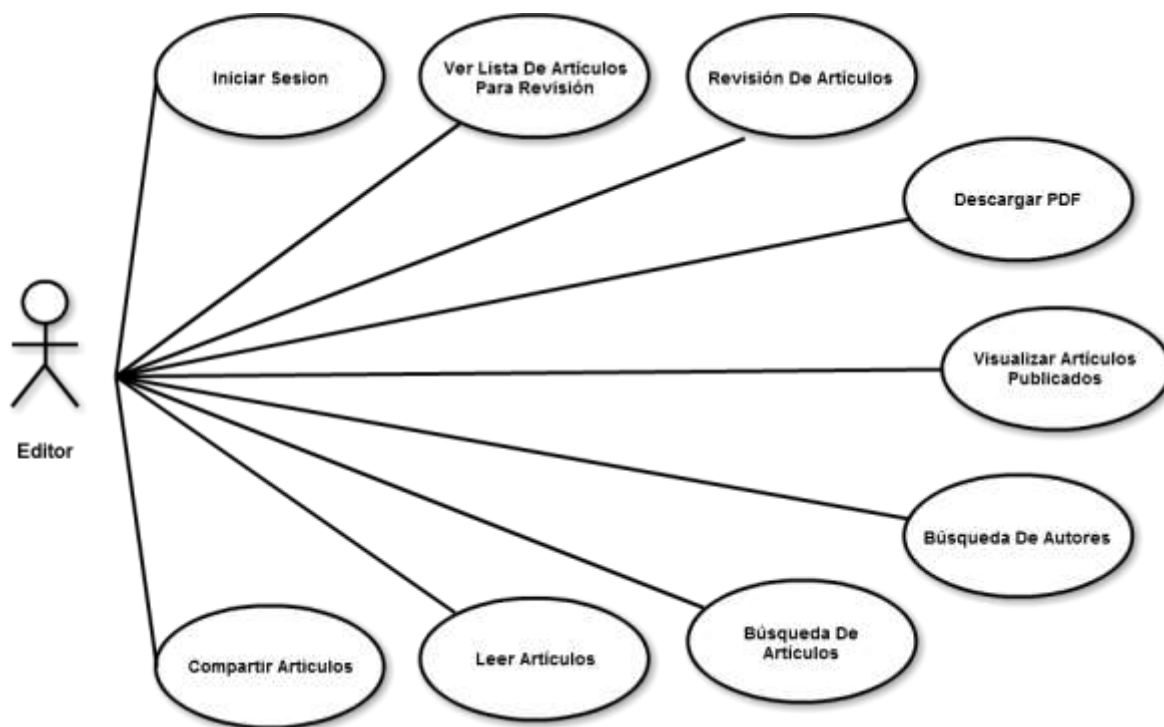 Iniciar Sesion
Ver Lista De Artículos
Para Revisión
Revisión De Artículos
Descargar PDF
Visualizar Artículos
Publicados
Editor
Búsqueda De Autores
Búsqueda De
Artículos
Leer Artículos
Compartir Artículos